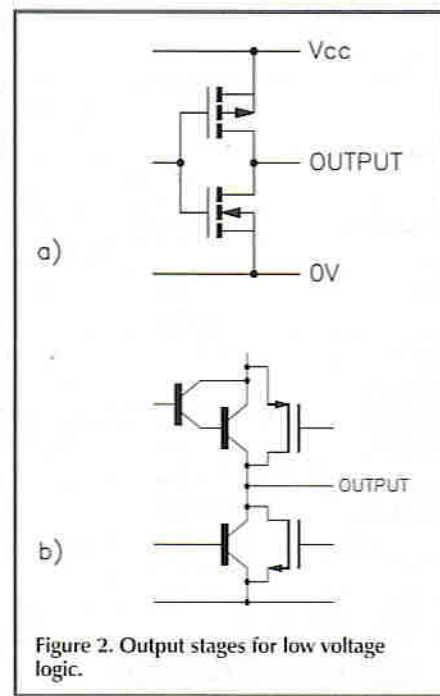 Vcc
OUTPUT
a)
0V
OUTPUT
b)
Figure 2. Output stages for low voltage
logic.